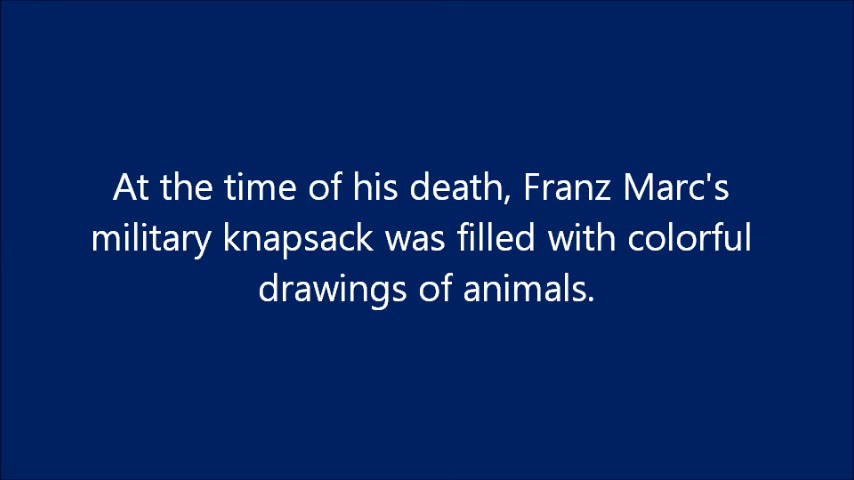 At the time of his death, Franz Marc's
military knapsack was filled with colorful
drawings of animals.